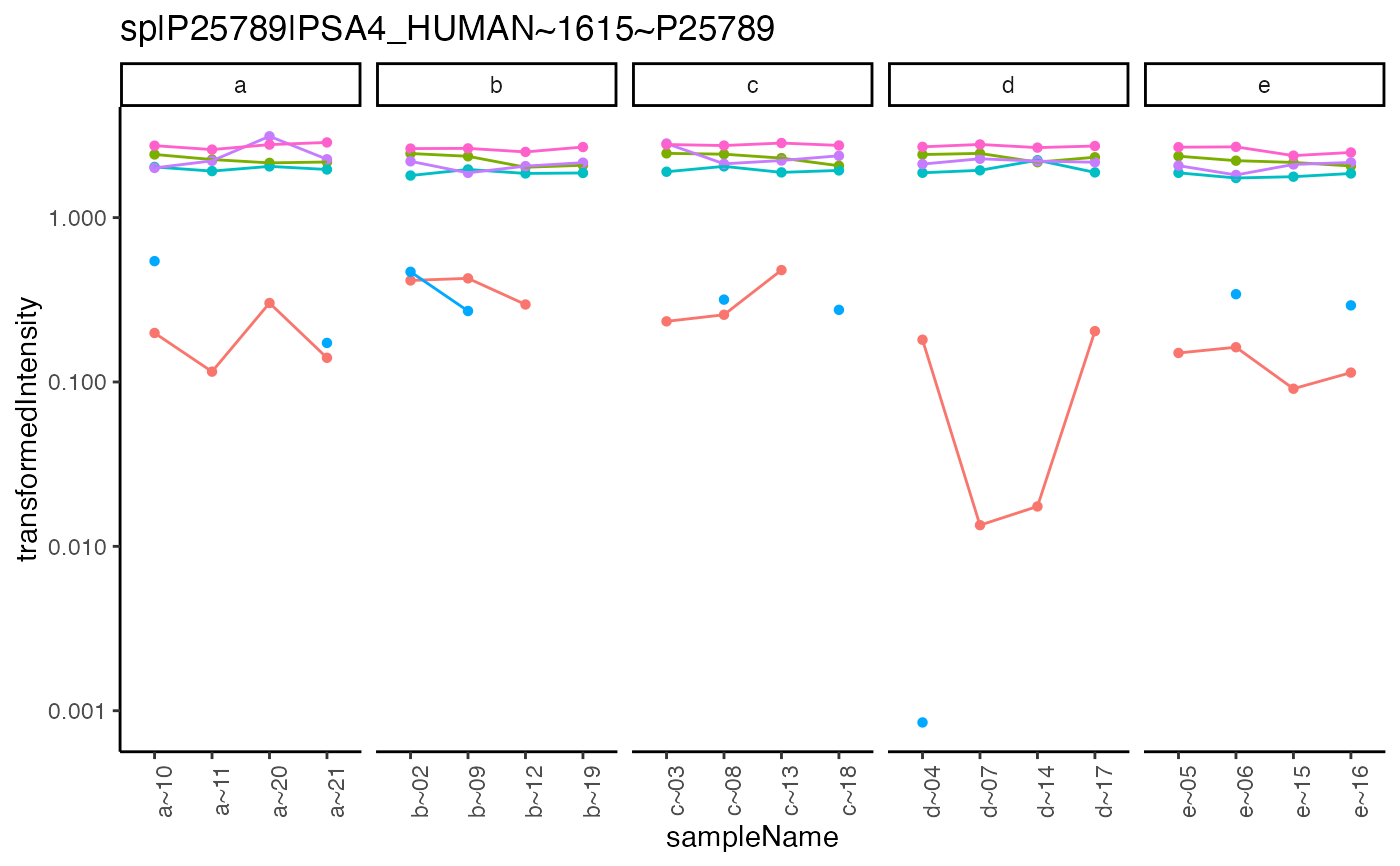 sp|P25789|PSA4_HUMAN~1615~P25789
a b c d e
transformedIntensity
1.000
0.100
0.010
0.001
a~10 a~11 a~20 a~21 b~02 b~09 b~12 b~19 c~03 c~08 c~13 c~18 d~04 d~07 d~14 d~17 e~05 e~06 e~15 e~16
sampleName